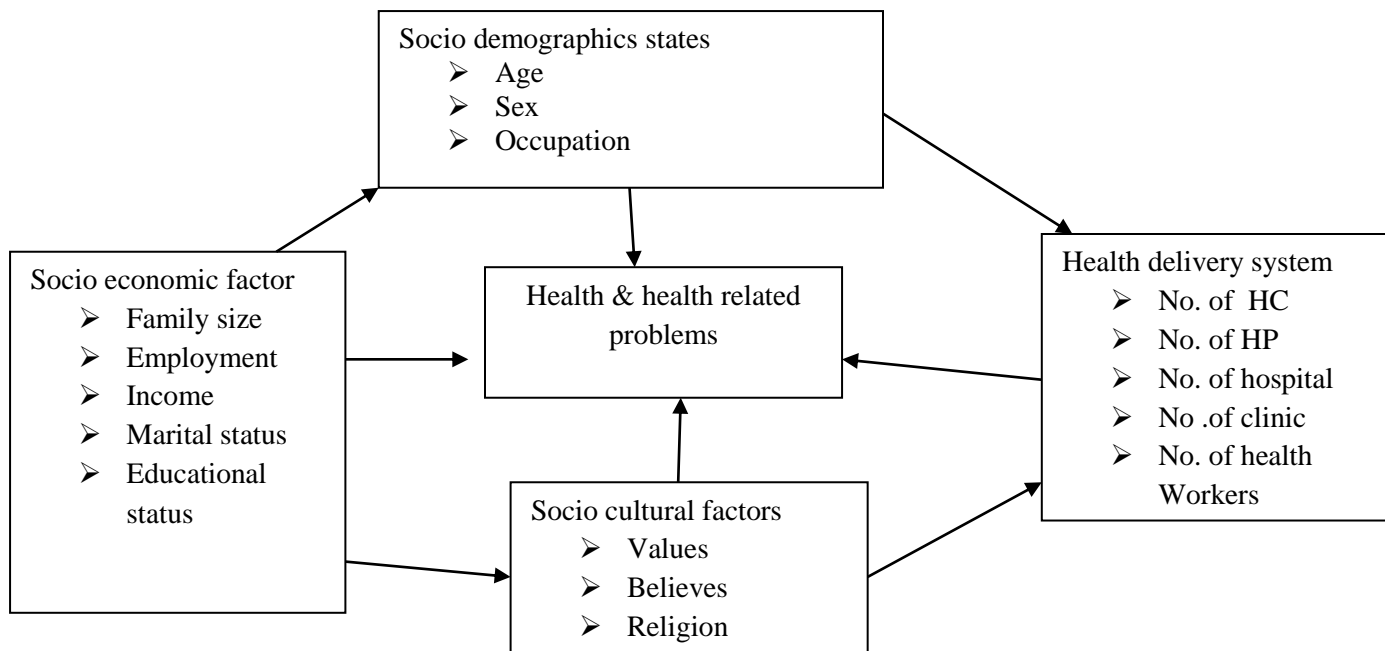 Socio demographics states
➢ Age
➢ Sex
➢ Occupation
Socio economic factor
➢ Family size
➢ Employment
➢ Income
➢ Marital status
➢ Educational
status
Health & health related
problems
Health delivery system
➢ No. of HC
➢ No. of HP
➢ No. of hospital
➢ No .of clinic
➢ No. of health
Workers
Socio cultural factors
➢ Values
➢ Believes
➢ Religion